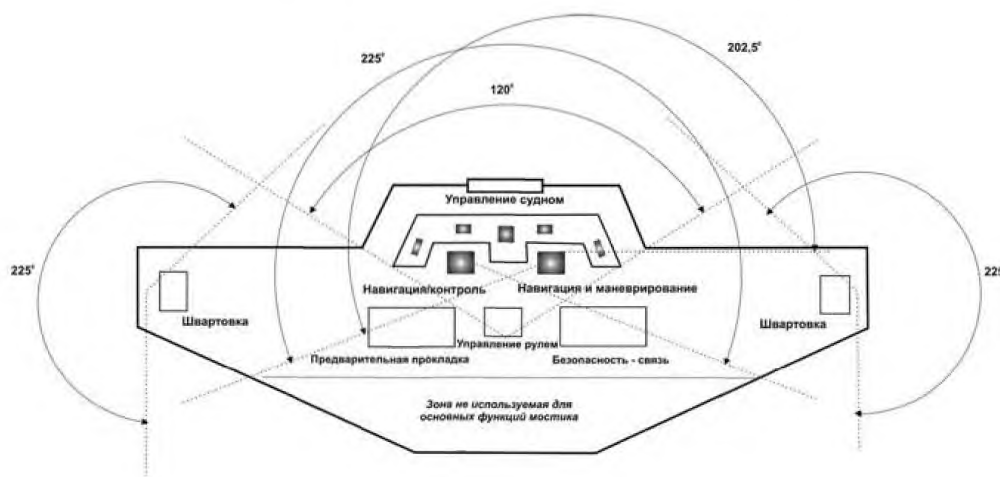 202,5°
225°
120°
Управление судном
225°
225
Навигация/контроль
Навигация и маневрирование
Швартовка
Швартовка
Управление рулем
Предварительная прокладка
Безопасность - связь
Зона не используемая для
основных функций мостика